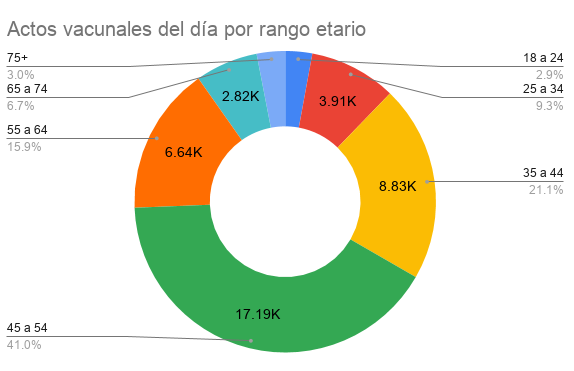 Actos vacunales del día por rango etario
75+
3.0%
65 a 74
6.7%
55 a 64
15.9%
45 a 54
41.0%
18 a 24
2.9%
25 a 34
9.3%
35 a 44
21.1%
2.82K
3.91K
6.64K
8.83K
17.19K